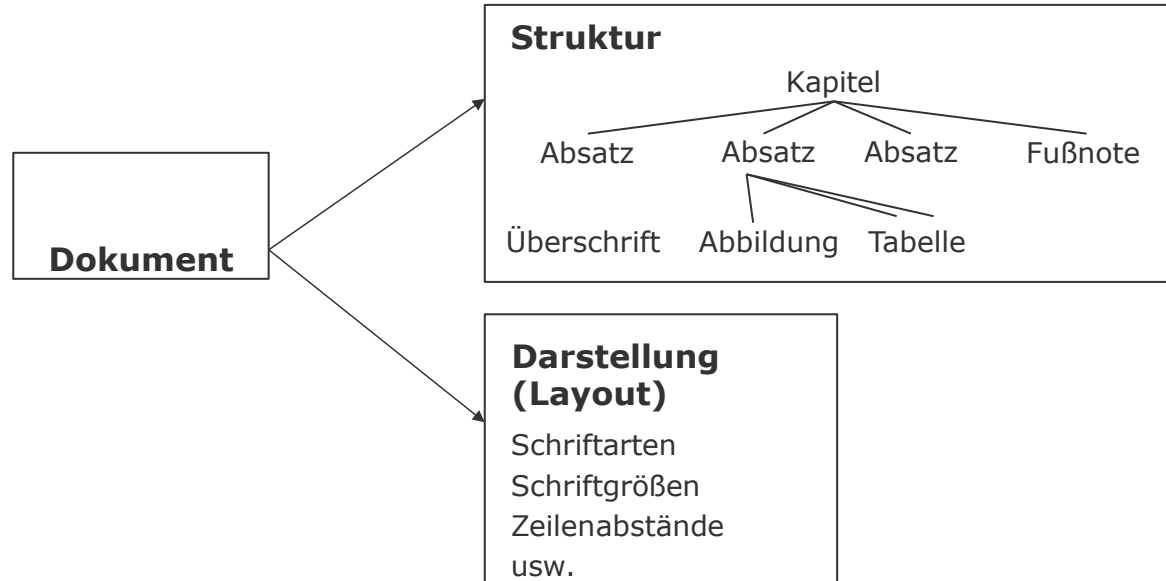 Struktur
Kapitel
Absatz Absatz Absatz Fußnote
Überschrift Abbildung Tabelle
Dokument
Darstellung
(Layout)
Schriftarten
Schriftgrößen
Zeilenabstände
usw.